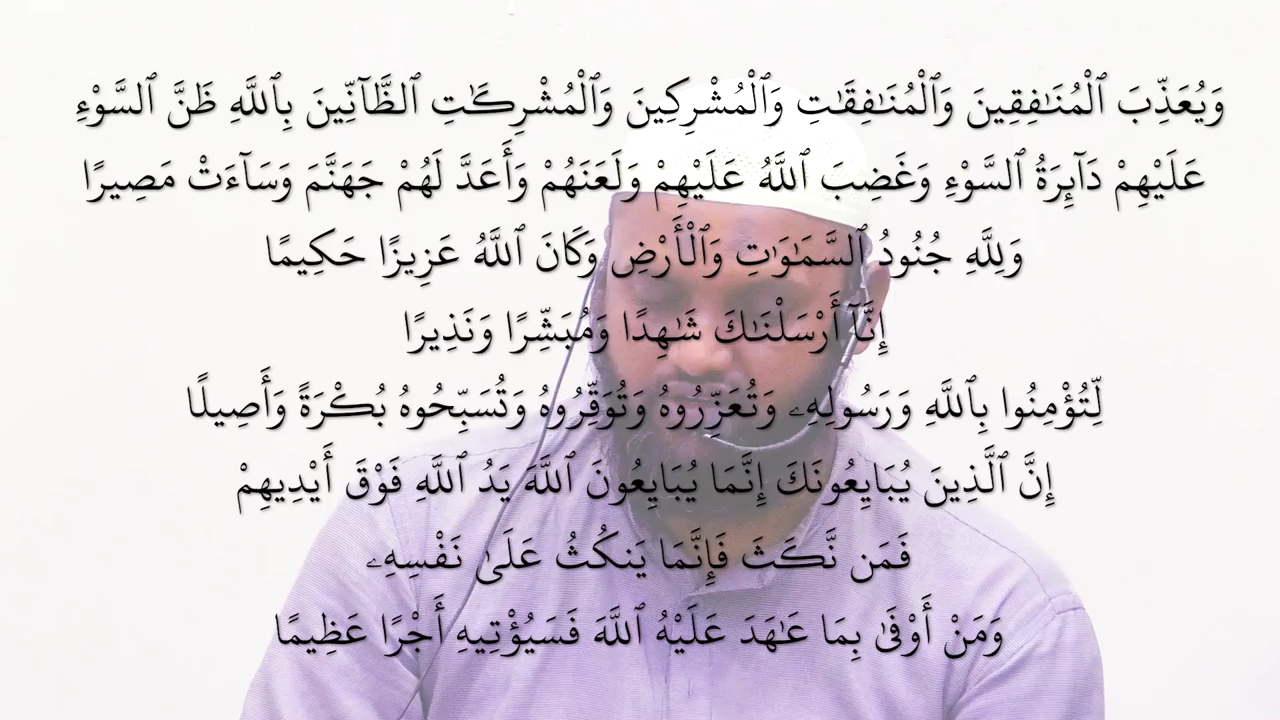 وَيُعَذِّبَ ٱلْمُنَـٰفِقِينَ وَٱلْمُنَـٰفِقَـٰتِ وَٱلْمُشْرِكِينَ وَٱلْمُشْرِكَـٰتِ ٱلظَّآنِّينَ بِٱللَّهِ ظَنَّ ٱلسَّوْءِ
عَلَيْهِمْ دَآئِرَةُ ٱلسَّوْءِ وَغَضِبَ ٱللَّهُ عَلَيْهِمْ وَلَعَنَهُمْ وَأَعَدَّ لَهُمْ جَهَنَّمَ وَسَآءَتْ مَصِيرًا
وَلِلَّهِ جُنُودُ ٱلسَّمَـٰوَٰتِ وَٱلْأَرْضِ وَكَانَ ٱللَّهُ عَزِيزًا حَكِيمًا
إِنَّآ أَرْسَلْنَـٰكَ شَـٰهِدًا وَمُبَشِّرًا وَنَذِيرًا
لِّتُؤْمِنُوا بِٱللَّهِ وَرَسُولِهِۦ وَتُعَزِّرُوهُ وَتُوَقِّرُوهُ وَتُسَبِّحُوهُ بُكْرَةً وَأَصِيلًا
إِنَّ ٱلَّذِينَ يُبَايِعُونَكَ إِنَّمَا يُبَايِعُونَ ٱللَّهَ يَدُ ٱللَّهِ فَوْقَ أَيْدِيهِمْ
فَمَن نَّكَثَ فَإِنَّمَا يَنكُثُ عَلَىٰ نَفْسِهِۦ
وَمَنْ أَوْفَىٰ بِمَا عَـٰهَدَ عَلَيْهُ ٱللَّهَ فَسَيُؤْتِيهِ أَجْرًا عَظِيمًا